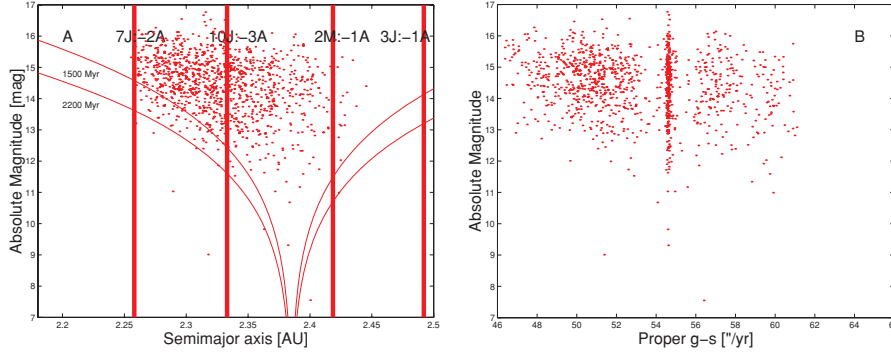 A 7J:-2A 10J:-3A 2M:-1A 3J:-1A
1500 Myr
2200 Myr
17
16
15
14
13
12
11
10
9
8
7
Absolute Magnitude [mag]
2.2 2.25 2.3 2.35 2.4 2.45 2.5
Semimajor axis [AU]
B
17
16
15
14
13
12
11
10
9
8
7
Absolute Magnitude
46 48 50 52 54 56 58 60 62 64 66
Proper g-s ["/yr]